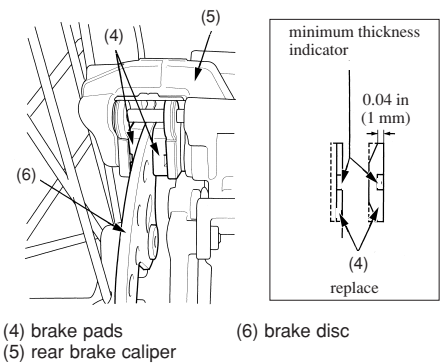 (5)
(4)
(6)
minimum thickness
indicator
0.04 in
(1 mm)
(4)
replace
(4) brake pads
(5) rear brake caliper
(6) brake disc